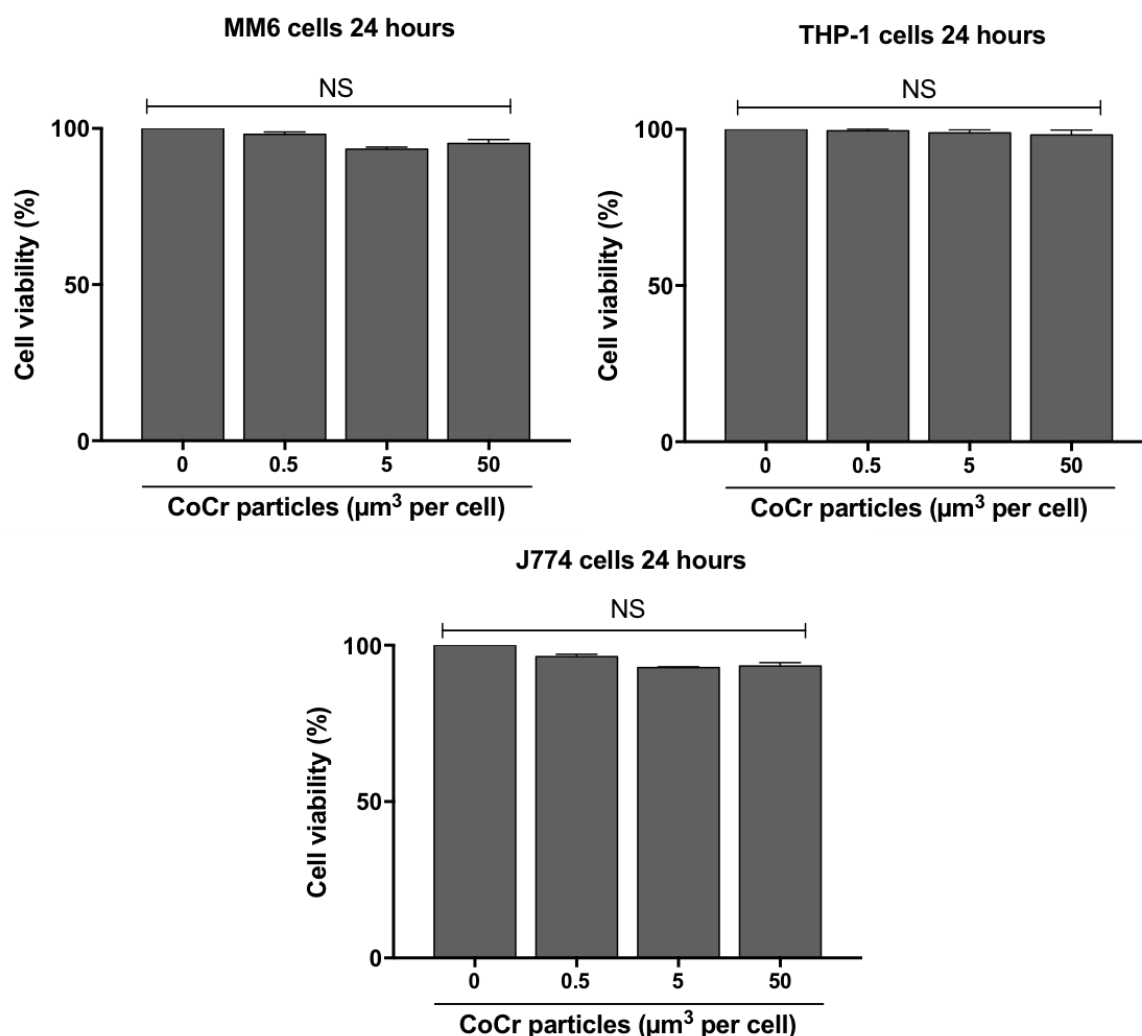 MM6 cells 24 hours
NS
Cell viability (%)
100
50
0
0 0.5 5 50
CoCr particles (µm³ per cell)
THP-1 cells 24 hours
NS
Cell viability (%)
100
50
0
0 0.5 5 50
CoCr particles (µm³ per cell)
J774 cells 24 hours
NS
Cell viability (%)
100
50
0
0 0.5 5 50
CoCr particles (µm³ per cell)